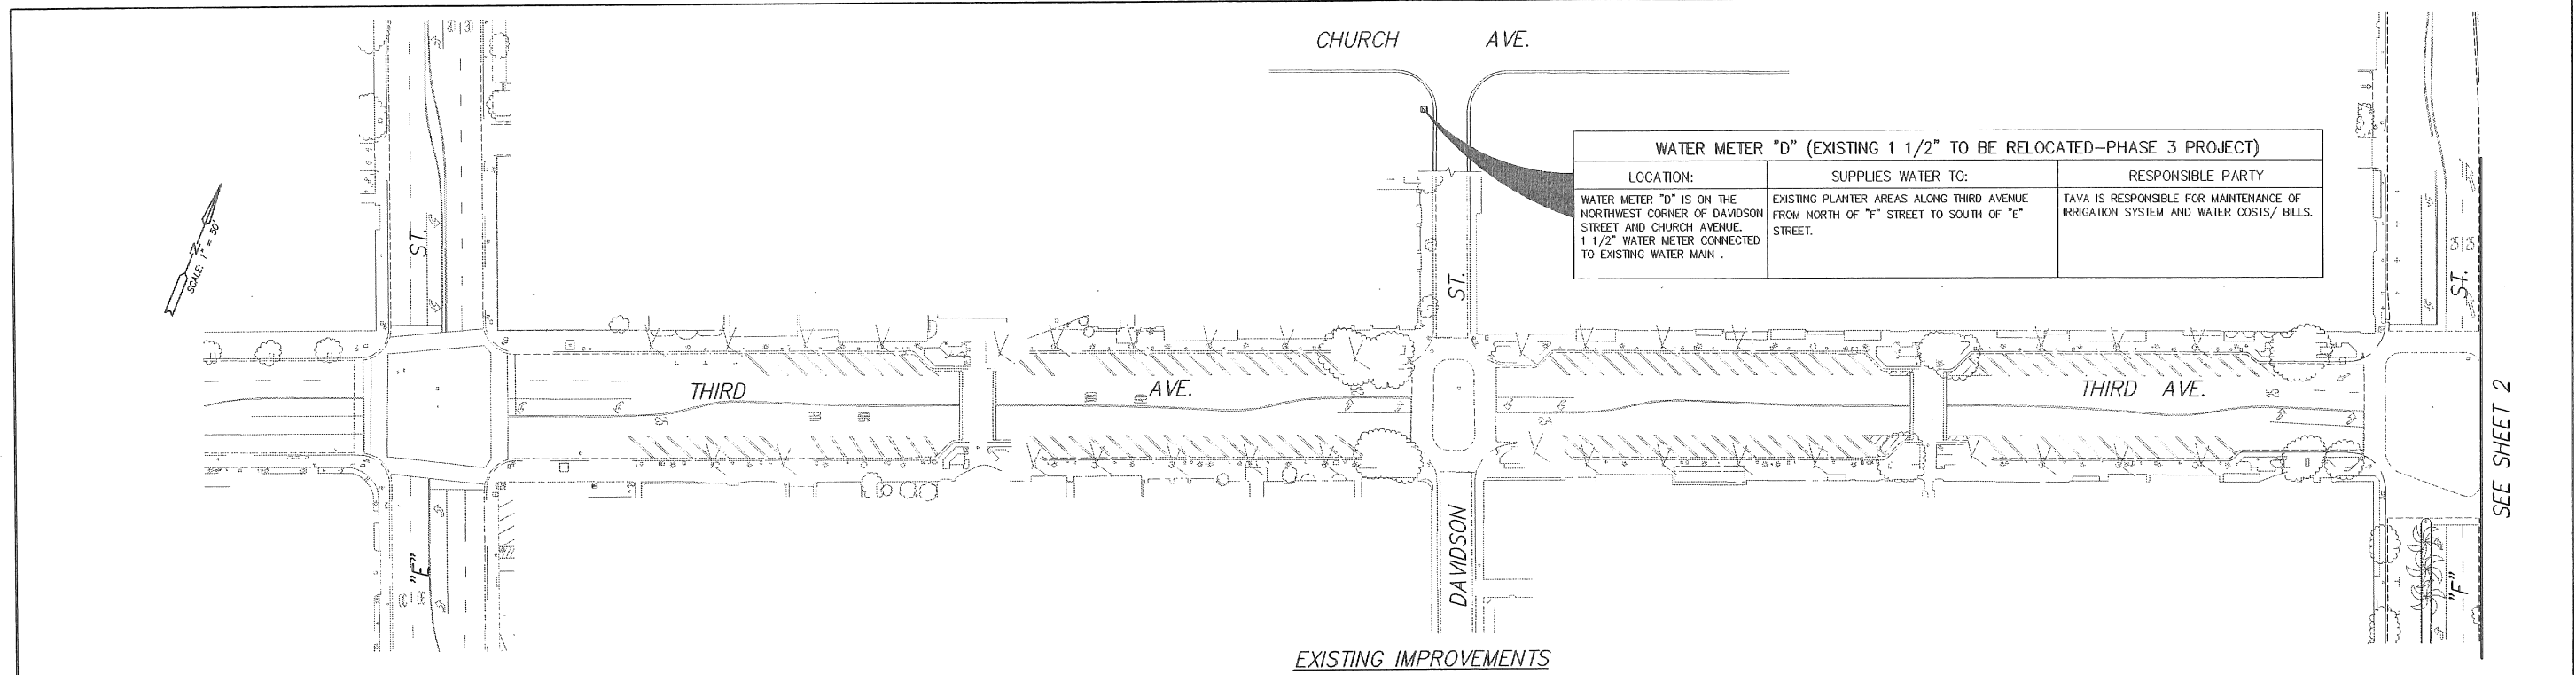 CHURCH AVE.
WATER METER "D" (EXISTING 1 1/2" TO BE RELOCATED-PHASE 3 PROJECT)
LOCATION:
SUPPLIES WATER TO:
RESPONSIBLE PARTY
WATER METER "D" IS ON THE
NORTHWEST CORNER OF DAVIDSON
STREET AND CHURCH AVENUE.
1 1/2" WATER METER CONNECTED
TO EXISTING WATER MAIN .
EXISTING PLANTER AREAS ALONG THIRD AVENUE
FROM NORTH OF "F" STREET TO SOUTH OF "E"
STREET.
TAVA IS RESPONSIBLE FOR MAINTENANCE OF
IRRIGATION SYSTEM AND WATER COSTS/ BILLS.
N
SCALE: 1" = 50'
ST.
ST.
ST.
25 25
THIRD
AVE.
THIRD AVE.
SEE SHEET 2
"E"
DAVIDSON
"F"
EXISTING IMPROVEMENTS